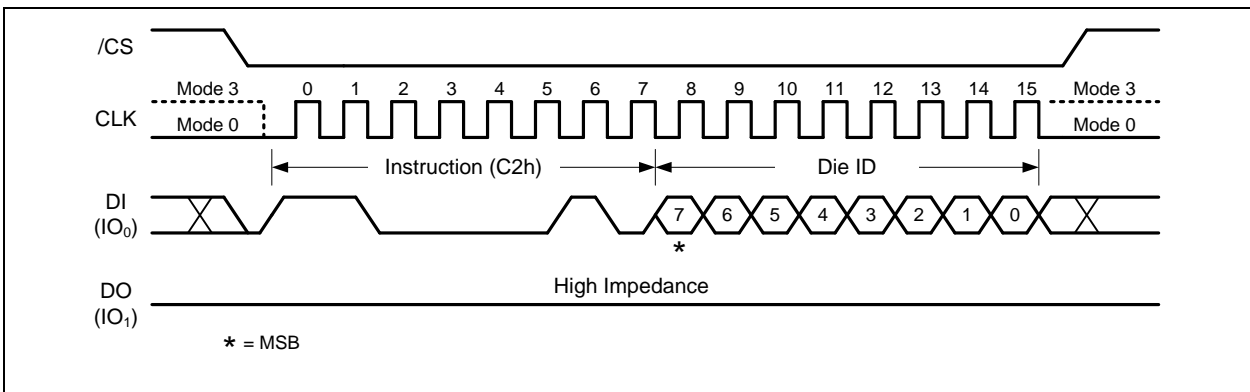 /CS
Mode 3 0 1 2 3 4 5 6 7 8 9 10 11 12 13 14 15 Mode 3
CLK
Mode 0 Mode 0
Instruction (C2h) Die ID
DI
(IO₀)
7 6 5 4 3 2 1 0
*
High Impedance
DO
(IO₁)
* = MSB